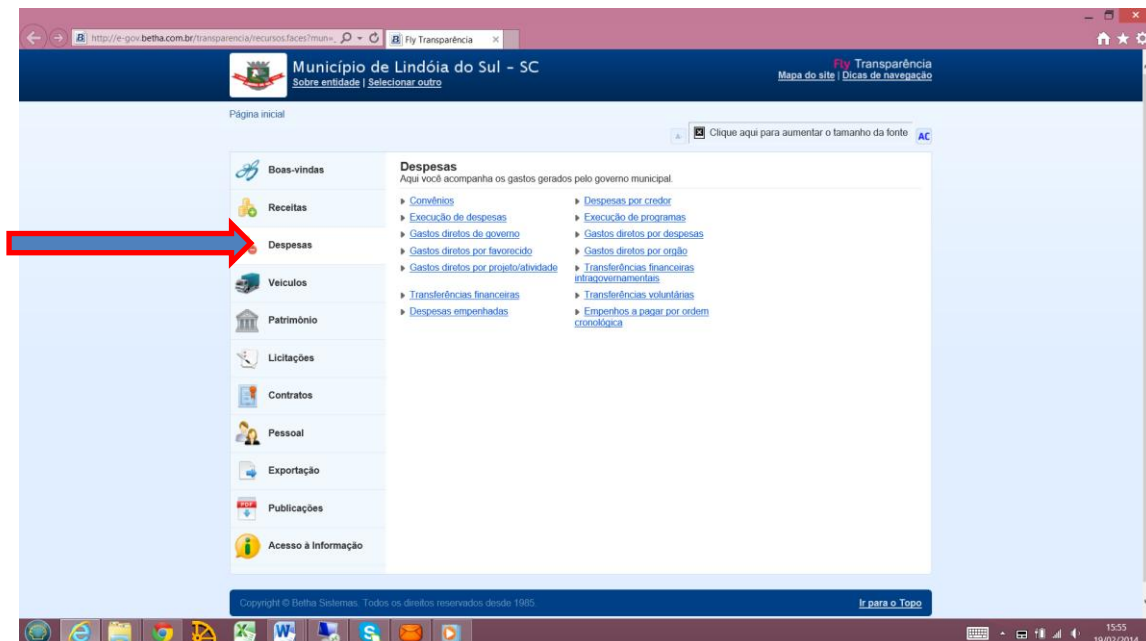 http://e-gov.betha.com.br/transparencia/recursos.faces?mun=
Fly Transparência
Município de Lindóia do Sul - SC
Sobre entidade | Selecionar outro
Fly Transparência
Mapa do site | Dicas de navegação
Página inicial
Clique aqui para aumentar o tamanho da fonte
AC
Boas-vindas
Receitas
Despesas
Veículos
Patrimônio
Licitações
Contratos
Pessoal
Exportação
PDF
Publicações
Acesso à Informação
Despesas
Aqui você acompanha os gastos gerados pelo governo municipal.
Convênios
Despesas por credor
Execução de despesas
Execução de programas
Gastos diretos de governo
Gastos diretos por despesas
Gastos diretos por favorecido
Gastos diretos por orgão
Gastos diretos por projeto/atividade
Transferências financeiras
intragovernamentais
Transferências financeiras
Transferências voluntárias
Despesas empenhadas
Empenhos a pagar por ordem
cronológica
Copyright © Betha Sistemas. Todos os direitos reservados desde 1985.
Ir para o Topo
15:55
19/02/2014